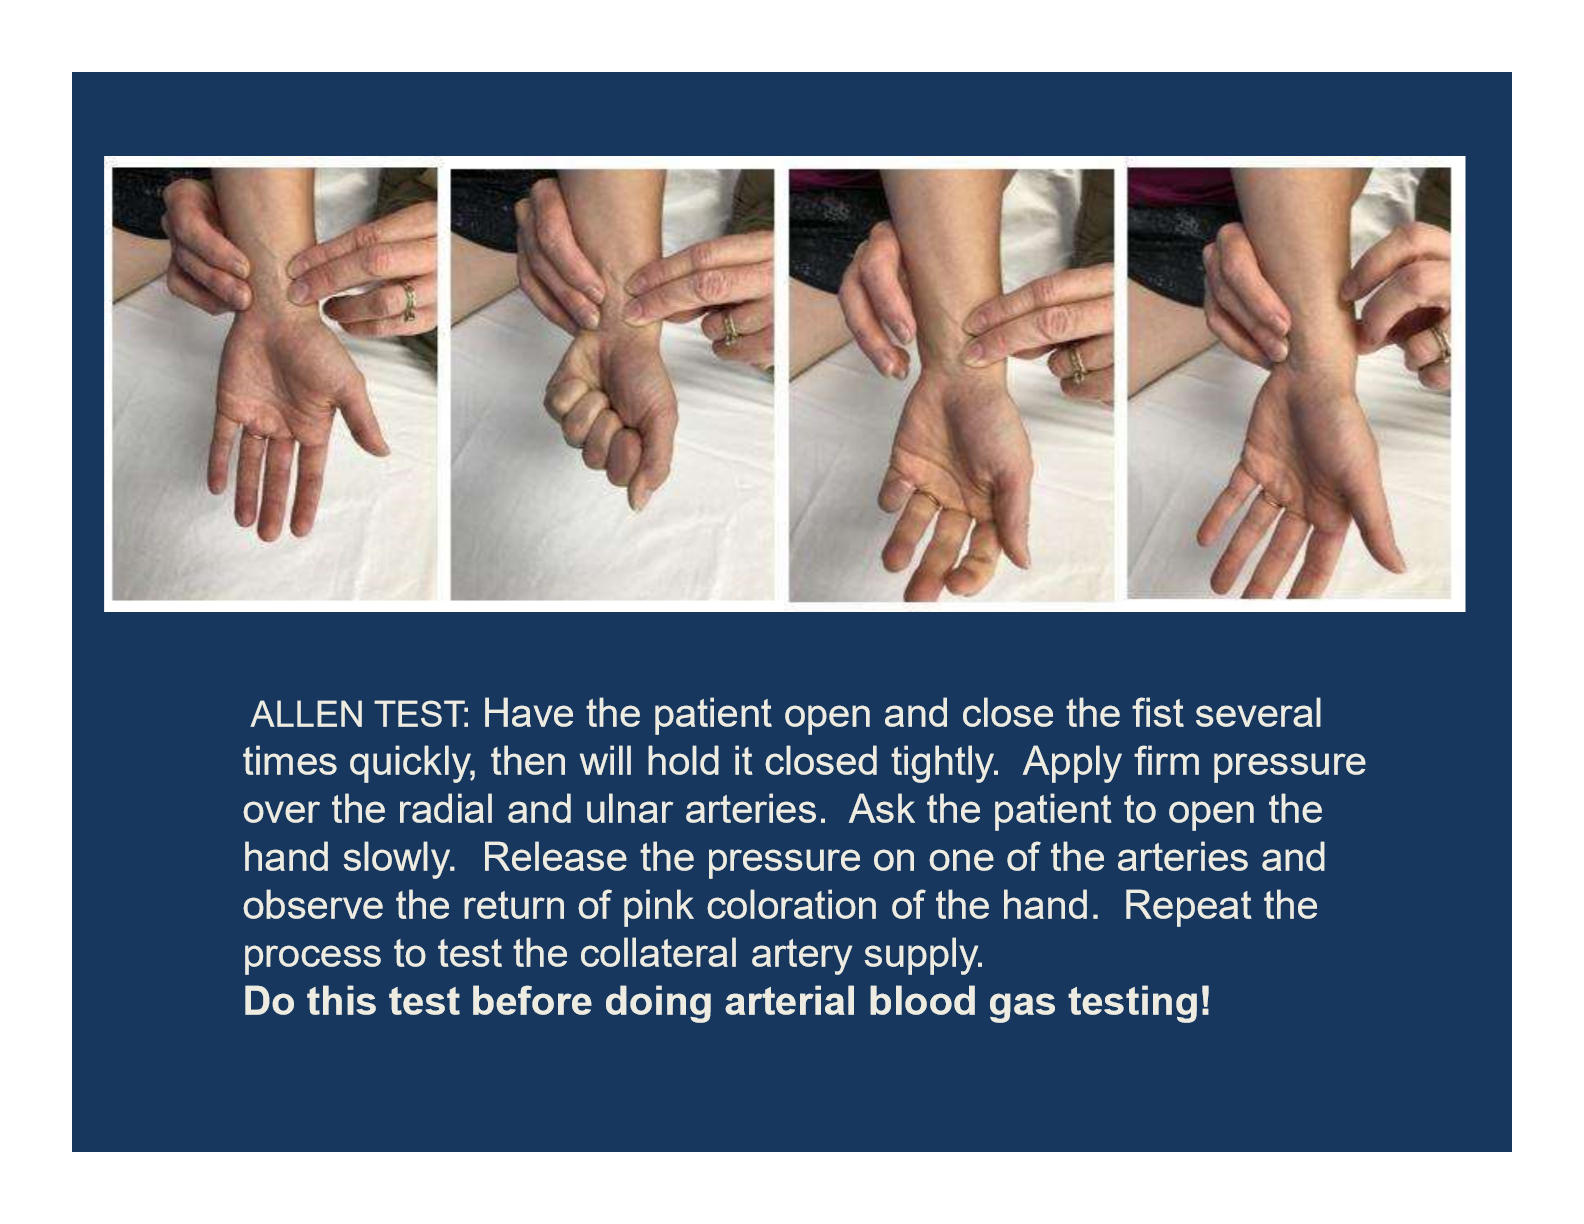 ALLEN TEST: Have the patient open and close the fist several
times quickly, then will hold it closed tightly.  Apply firm pressure
over the radial and ulnar arteries.  Ask the patient to open the
hand slowly.  Release the pressure on one of the arteries and
observe the return of pink coloration of the hand.  Repeat the
process to test the collateral artery supply.
Do this test before doing arterial blood gas testing!